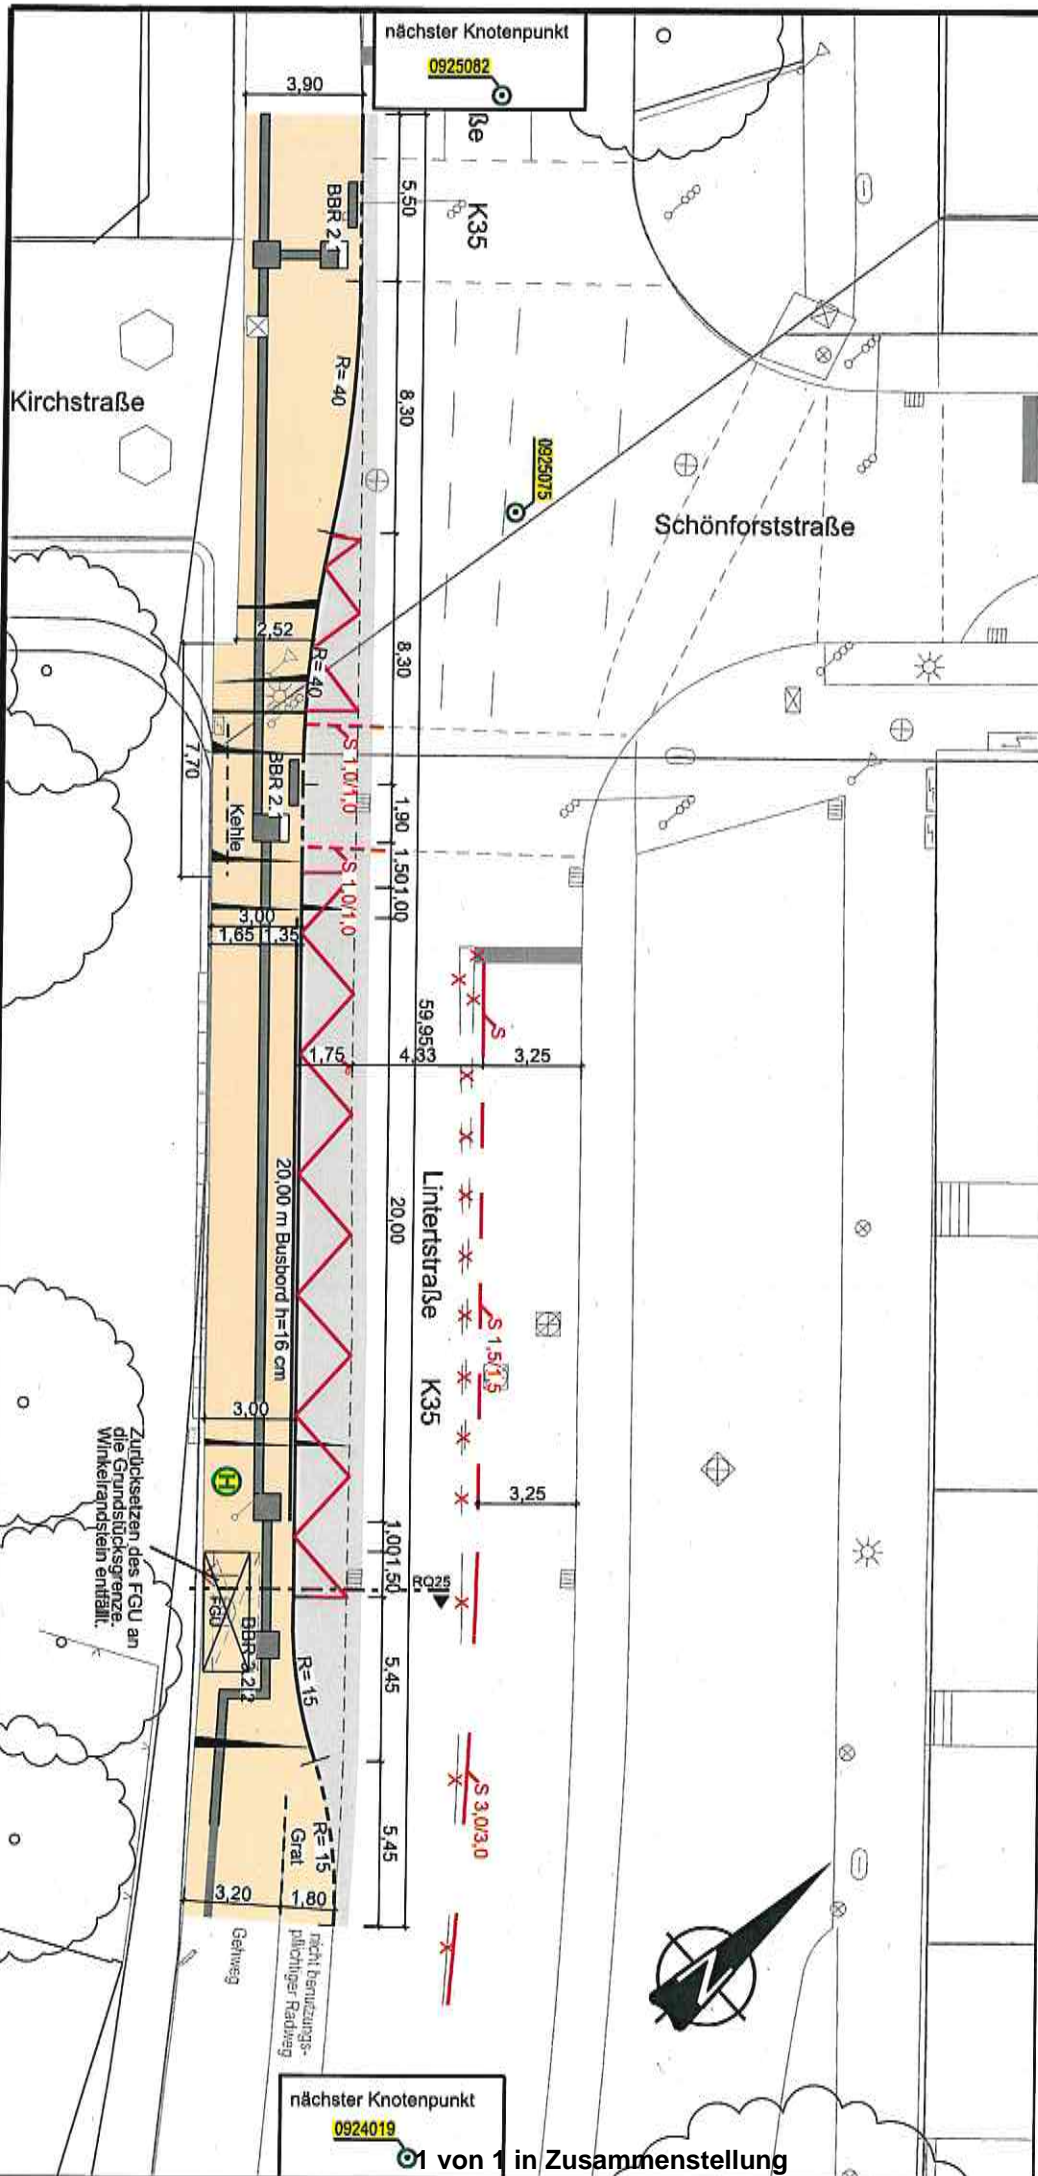 nächster Knotenpunkt
0925082
3,90
ße
K35
5,50
BBR 2.1
R= 40
8,30
Kirchstraße
0925075
Schönforststraße
2,52
R= 40
8,30
7,70
Kehle
BBR 2.1
S 1,0/1,0
1,90
1,50
1,00
S 1,0/1,0
3,00
1,65
1,35
59,95
S
1,75
4,33
3,25
Lintertstraße
K35
20,00
20,00 m Busbord h=16 cm
S 1,5/1,5
3,00
H
3,25
Zurücksetzen des FGU an
die Grundstücksgrenze.
Winkelrandstein entfällt.
1,00
1,50
FGU
R= 15
5,45
S 3,0/3,0
R= 15
Grat
5,45
3,20
1,80
Gehweg
nicht benutzungs-
pflichtiger Radweg
N
nächster Knotenpunkt
0924019
1 von 1 in Zusammenstellung